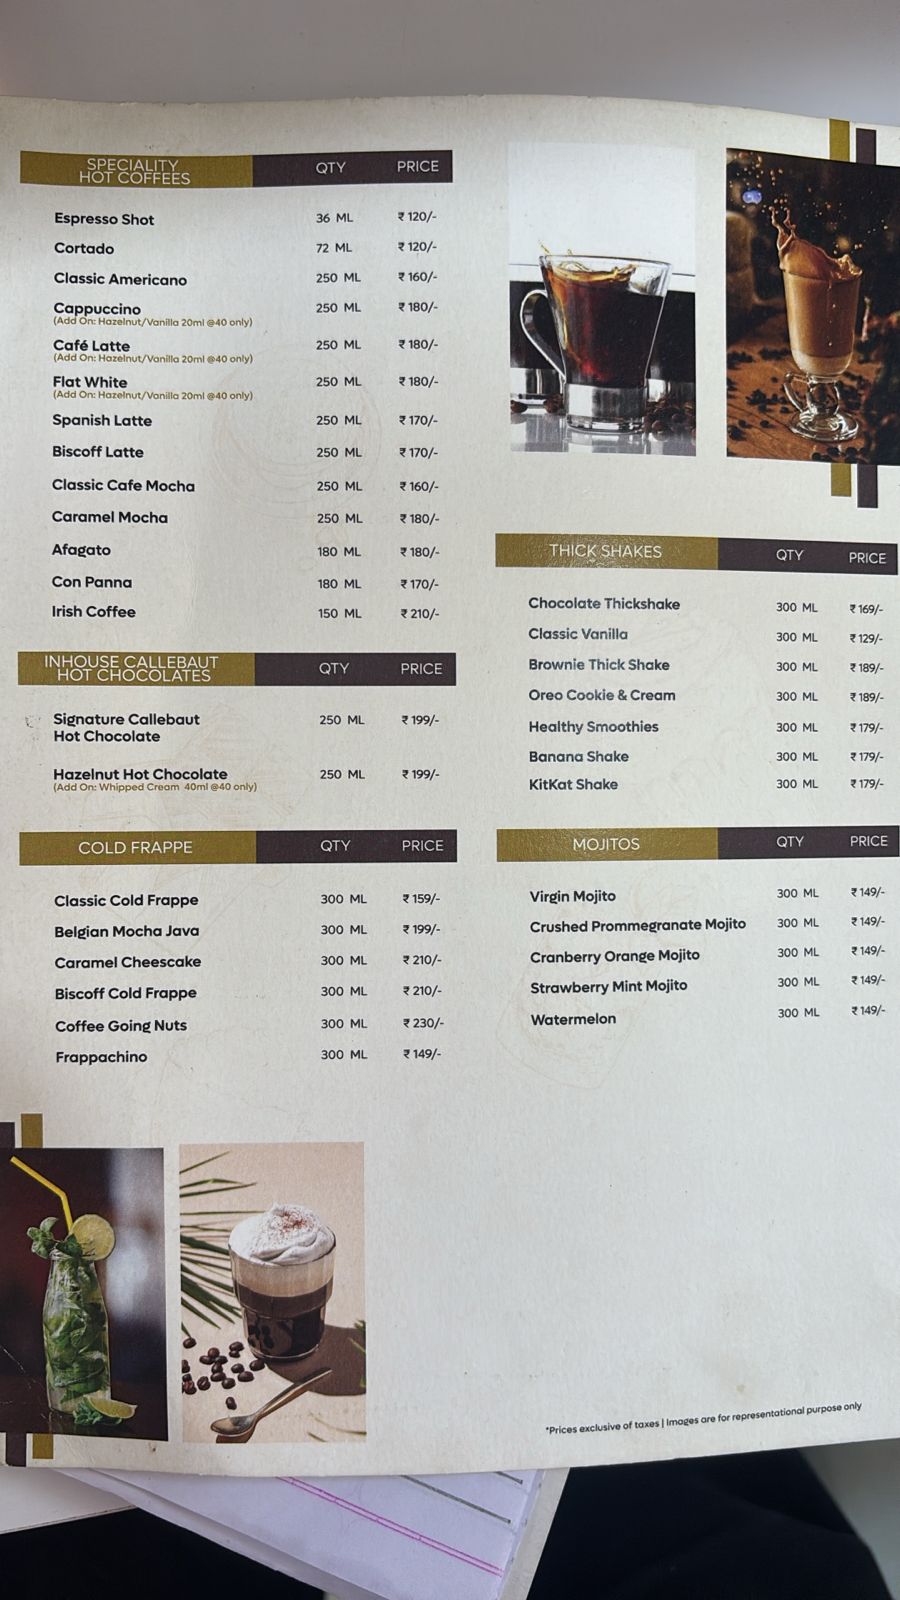 SPECIALITY
HOT COFFEES QTY PRICE
Espresso Shot 36 ML ₹ 120/-
Cortado 72 ML ₹ 120/-
Classic Americano 250 ML ₹ 160/-
Cappuccino 250 ML ₹ 180/-
(Add On: Hazelnut/Vanilla 20ml @40 only)
Café Latte 250 ML ₹ 180/-
(Add On: Hazelnut/Vanilla 20ml @40 only)
Flat White 250 ML ₹ 180/-
(Add On: Hazelnut/Vanilla 20ml @40 only)
Spanish Latte 250 ML ₹ 170/-
Biscoff Latte 250 ML ₹ 170/-
Classic Cafe Mocha 250 ML ₹ 160/-
Caramel Mocha 250 ML ₹ 180/-
Afagato 180 ML ₹ 180/-
Con Panna 180 ML ₹ 170/-
Irish Coffee 150 ML ₹ 210/-
INHOUSE CALLEBAUT
HOT CHOCOLATES QTY PRICE
Signature Callebaut 250 ML ₹ 199/-
Hot Chocolate
Hazelnut Hot Chocolate 250 ML ₹ 199/-
(Add On: Whipped Cream 40ml @40 only)
COLD FRAPPE QTY PRICE
Classic Cold Frappe 300 ML ₹ 159/-
Belgian Mocha Java 300 ML ₹ 199/-
Caramel Cheescake 300 ML ₹ 210/-
Biscoff Cold Frappe 300 ML ₹ 210/-
Coffee Going Nuts 300 ML ₹ 230/-
Frappachino 300 ML ₹ 149/-
THICK SHAKES QTY PRICE
Chocolate Thickshake 300 ML ₹ 169/-
Classic Vanilla 300 ML ₹ 129/-
Brownie Thick Shake 300 ML ₹ 189/-
Oreo Cookie & Cream 300 ML ₹ 189/-
Healthy Smoothies 300 ML ₹ 179/-
Banana Shake 300 ML ₹ 179/-
KitKat Shake 300 ML ₹ 179/-
MOJITOS QTY PRICE
Virgin Mojito 300 ML ₹ 149/-
Crushed Prommegranate Mojito 300 ML ₹ 149/-
Cranberry Orange Mojito 300 ML ₹ 149/-
Strawberry Mint Mojito 300 ML ₹ 149/-
Watermelon 300 ML ₹ 149/-
*Prices exclusive of taxes | Images are for representational purpose only